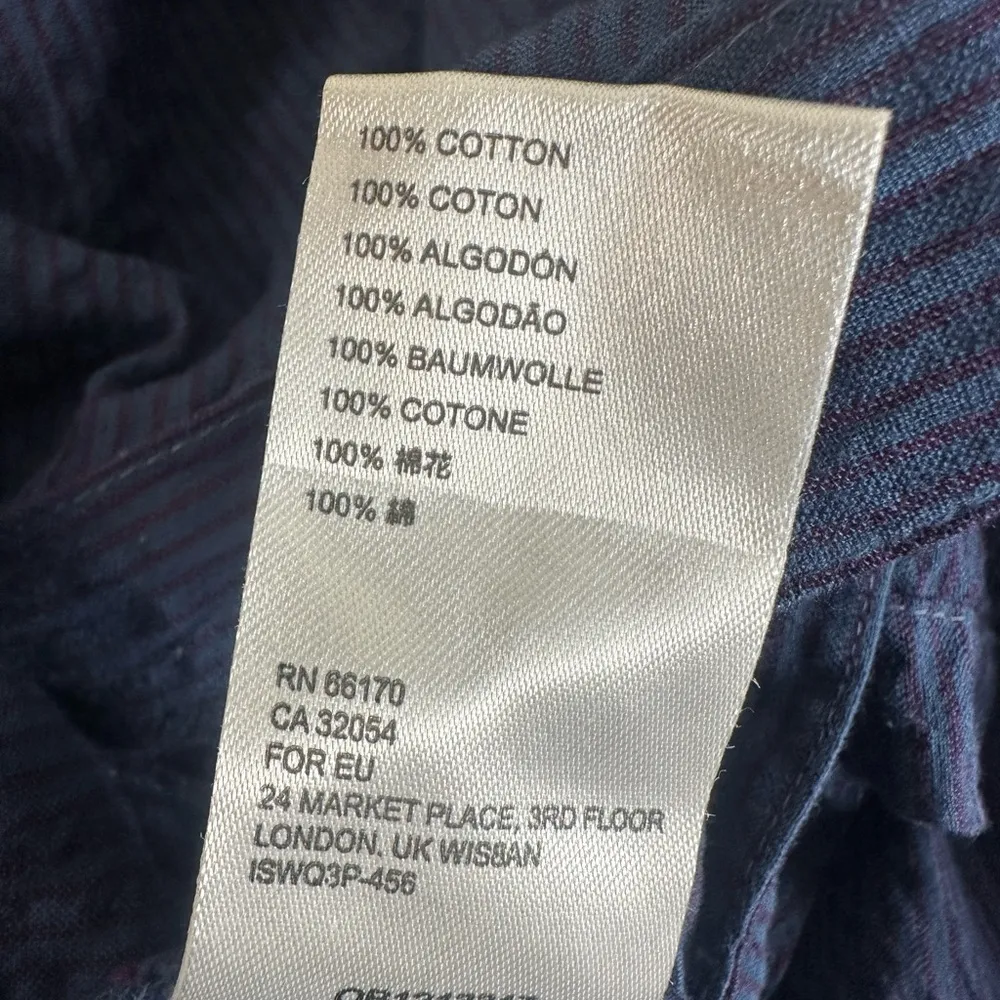 100% COTTON
100% COTON
100% ALGODÓN
100% ALGODÃO
100% BAUMWOLLE
100% COTONE
100% 棉花
100% 綿
RN 66170
CA 32054
FOR EU
24 MARKET PLACE, 3RD FLOOR
LONDON, UK WIS8AN
ISWQ3P-456